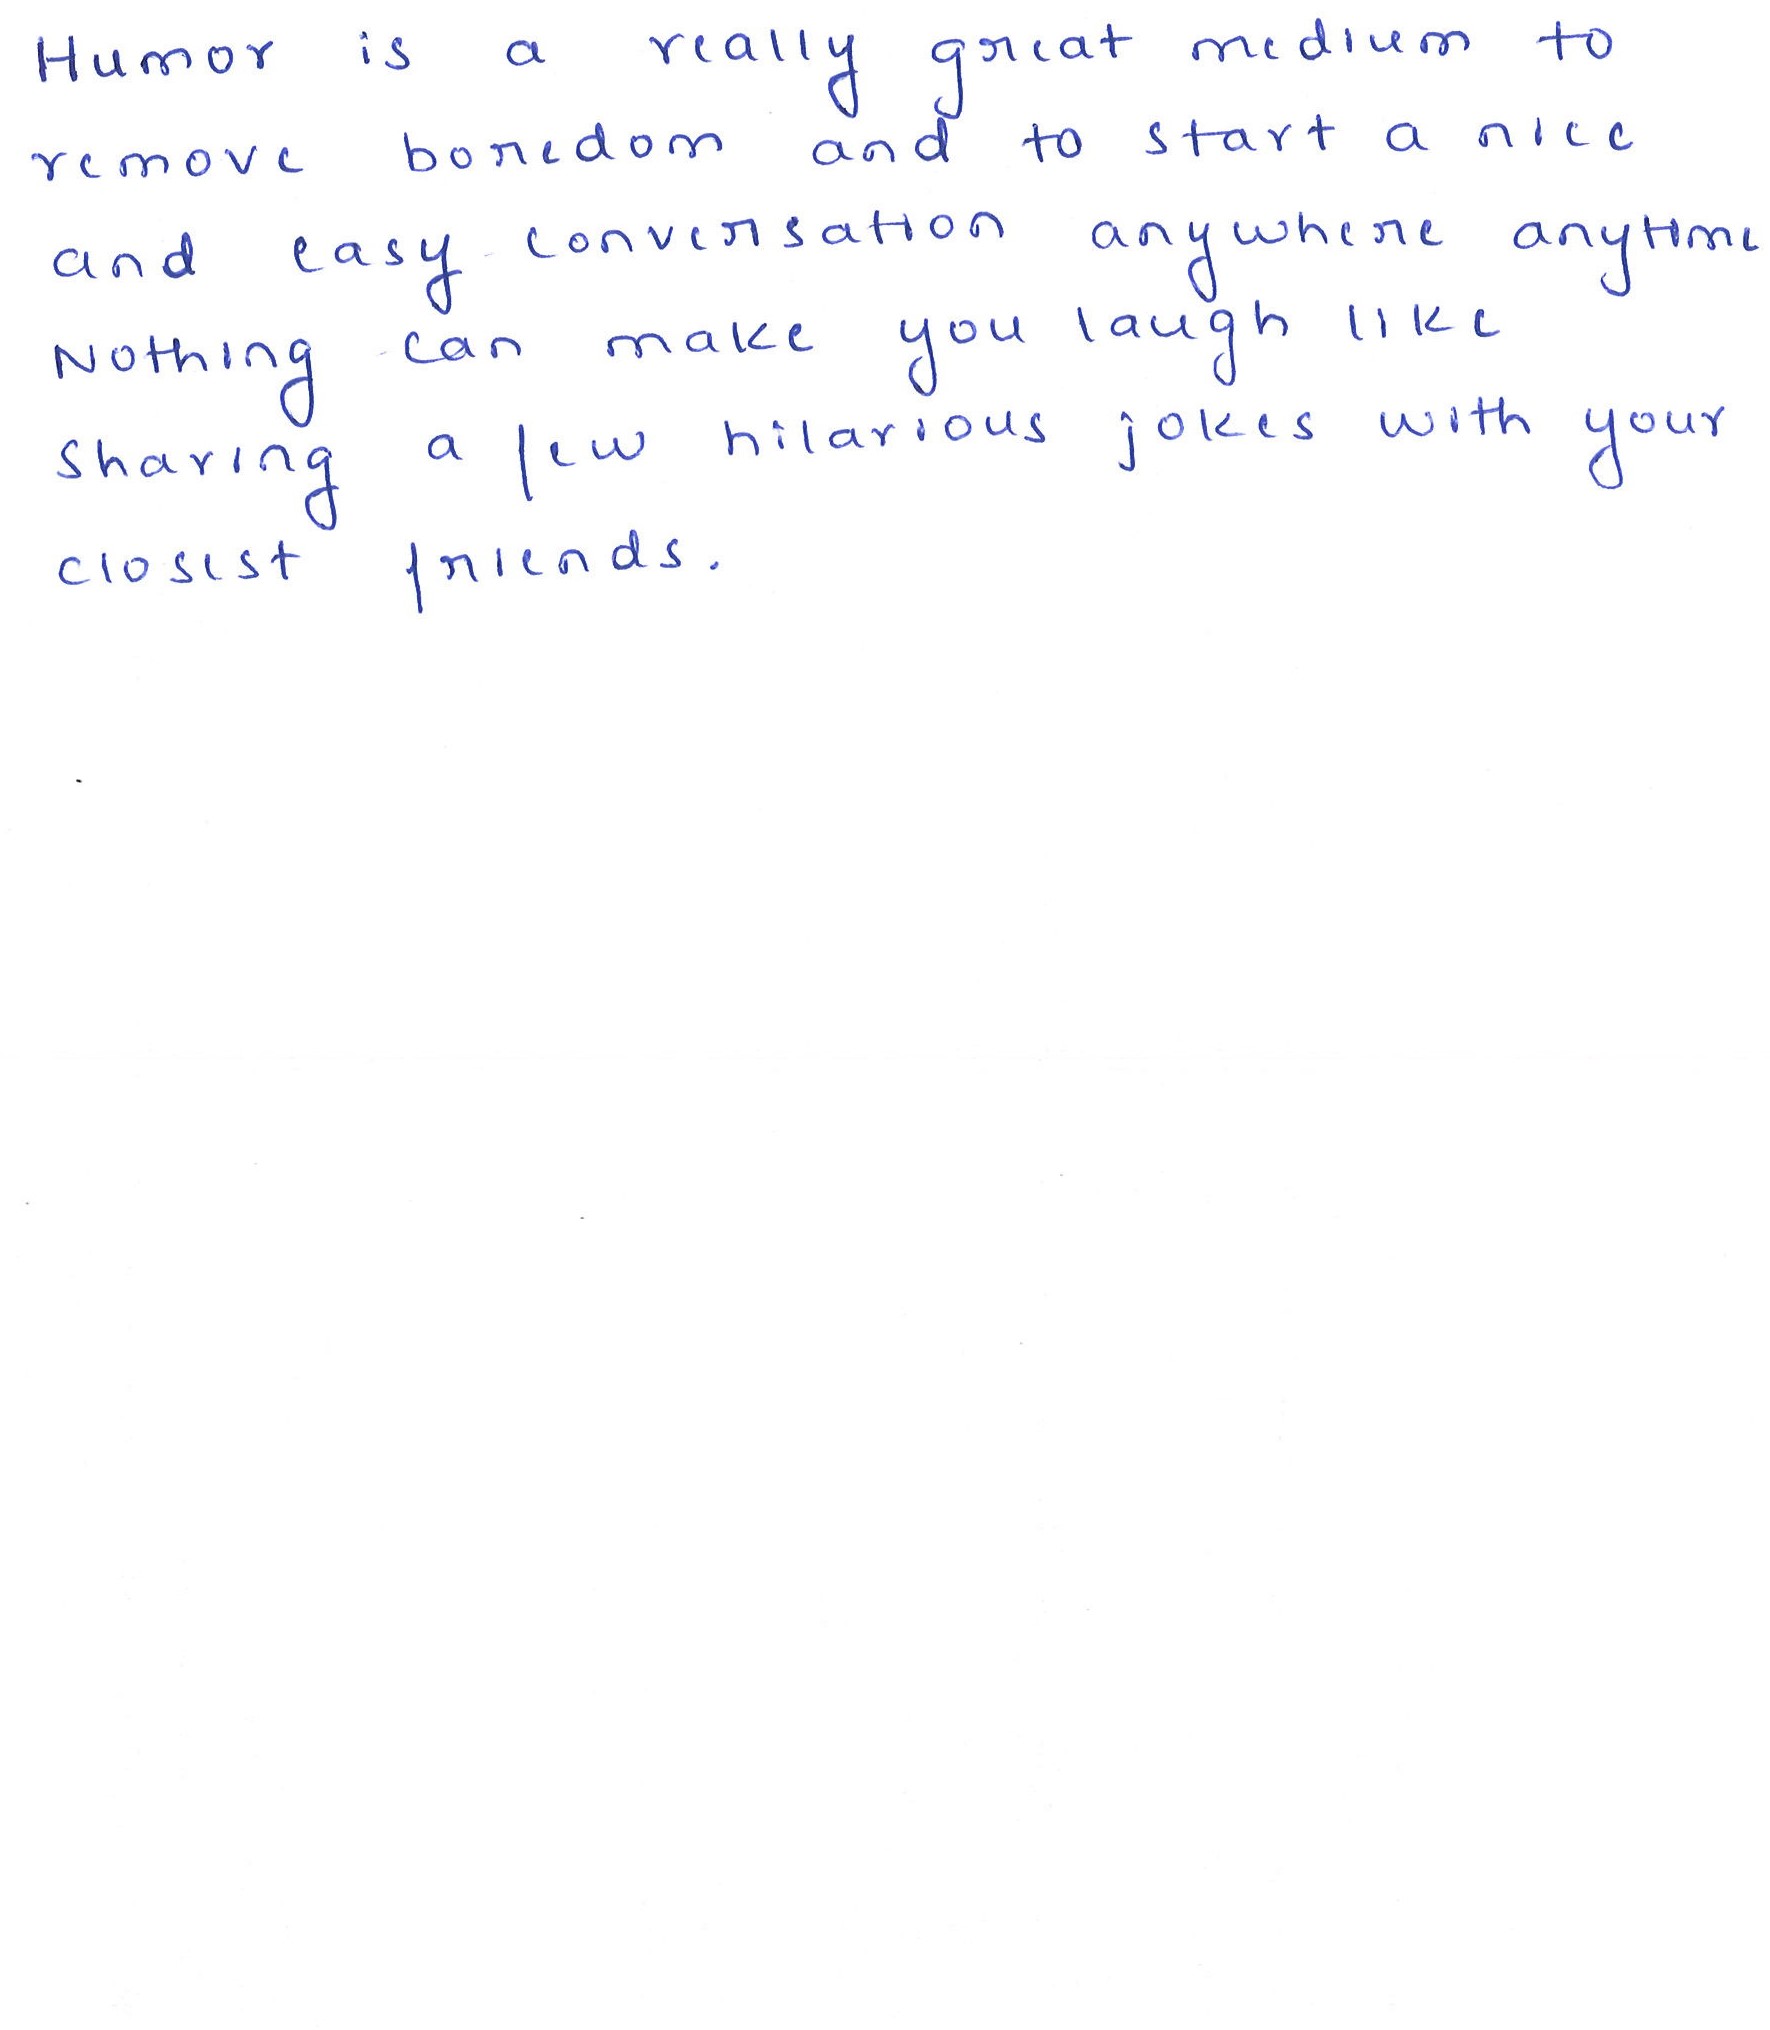 Humor is a really great medium to
remove boredom and to start a nice
and easy conversation anywhere anytime
Nothing can make you laugh like
sharing a few hilarious jokes with your
closest friends.